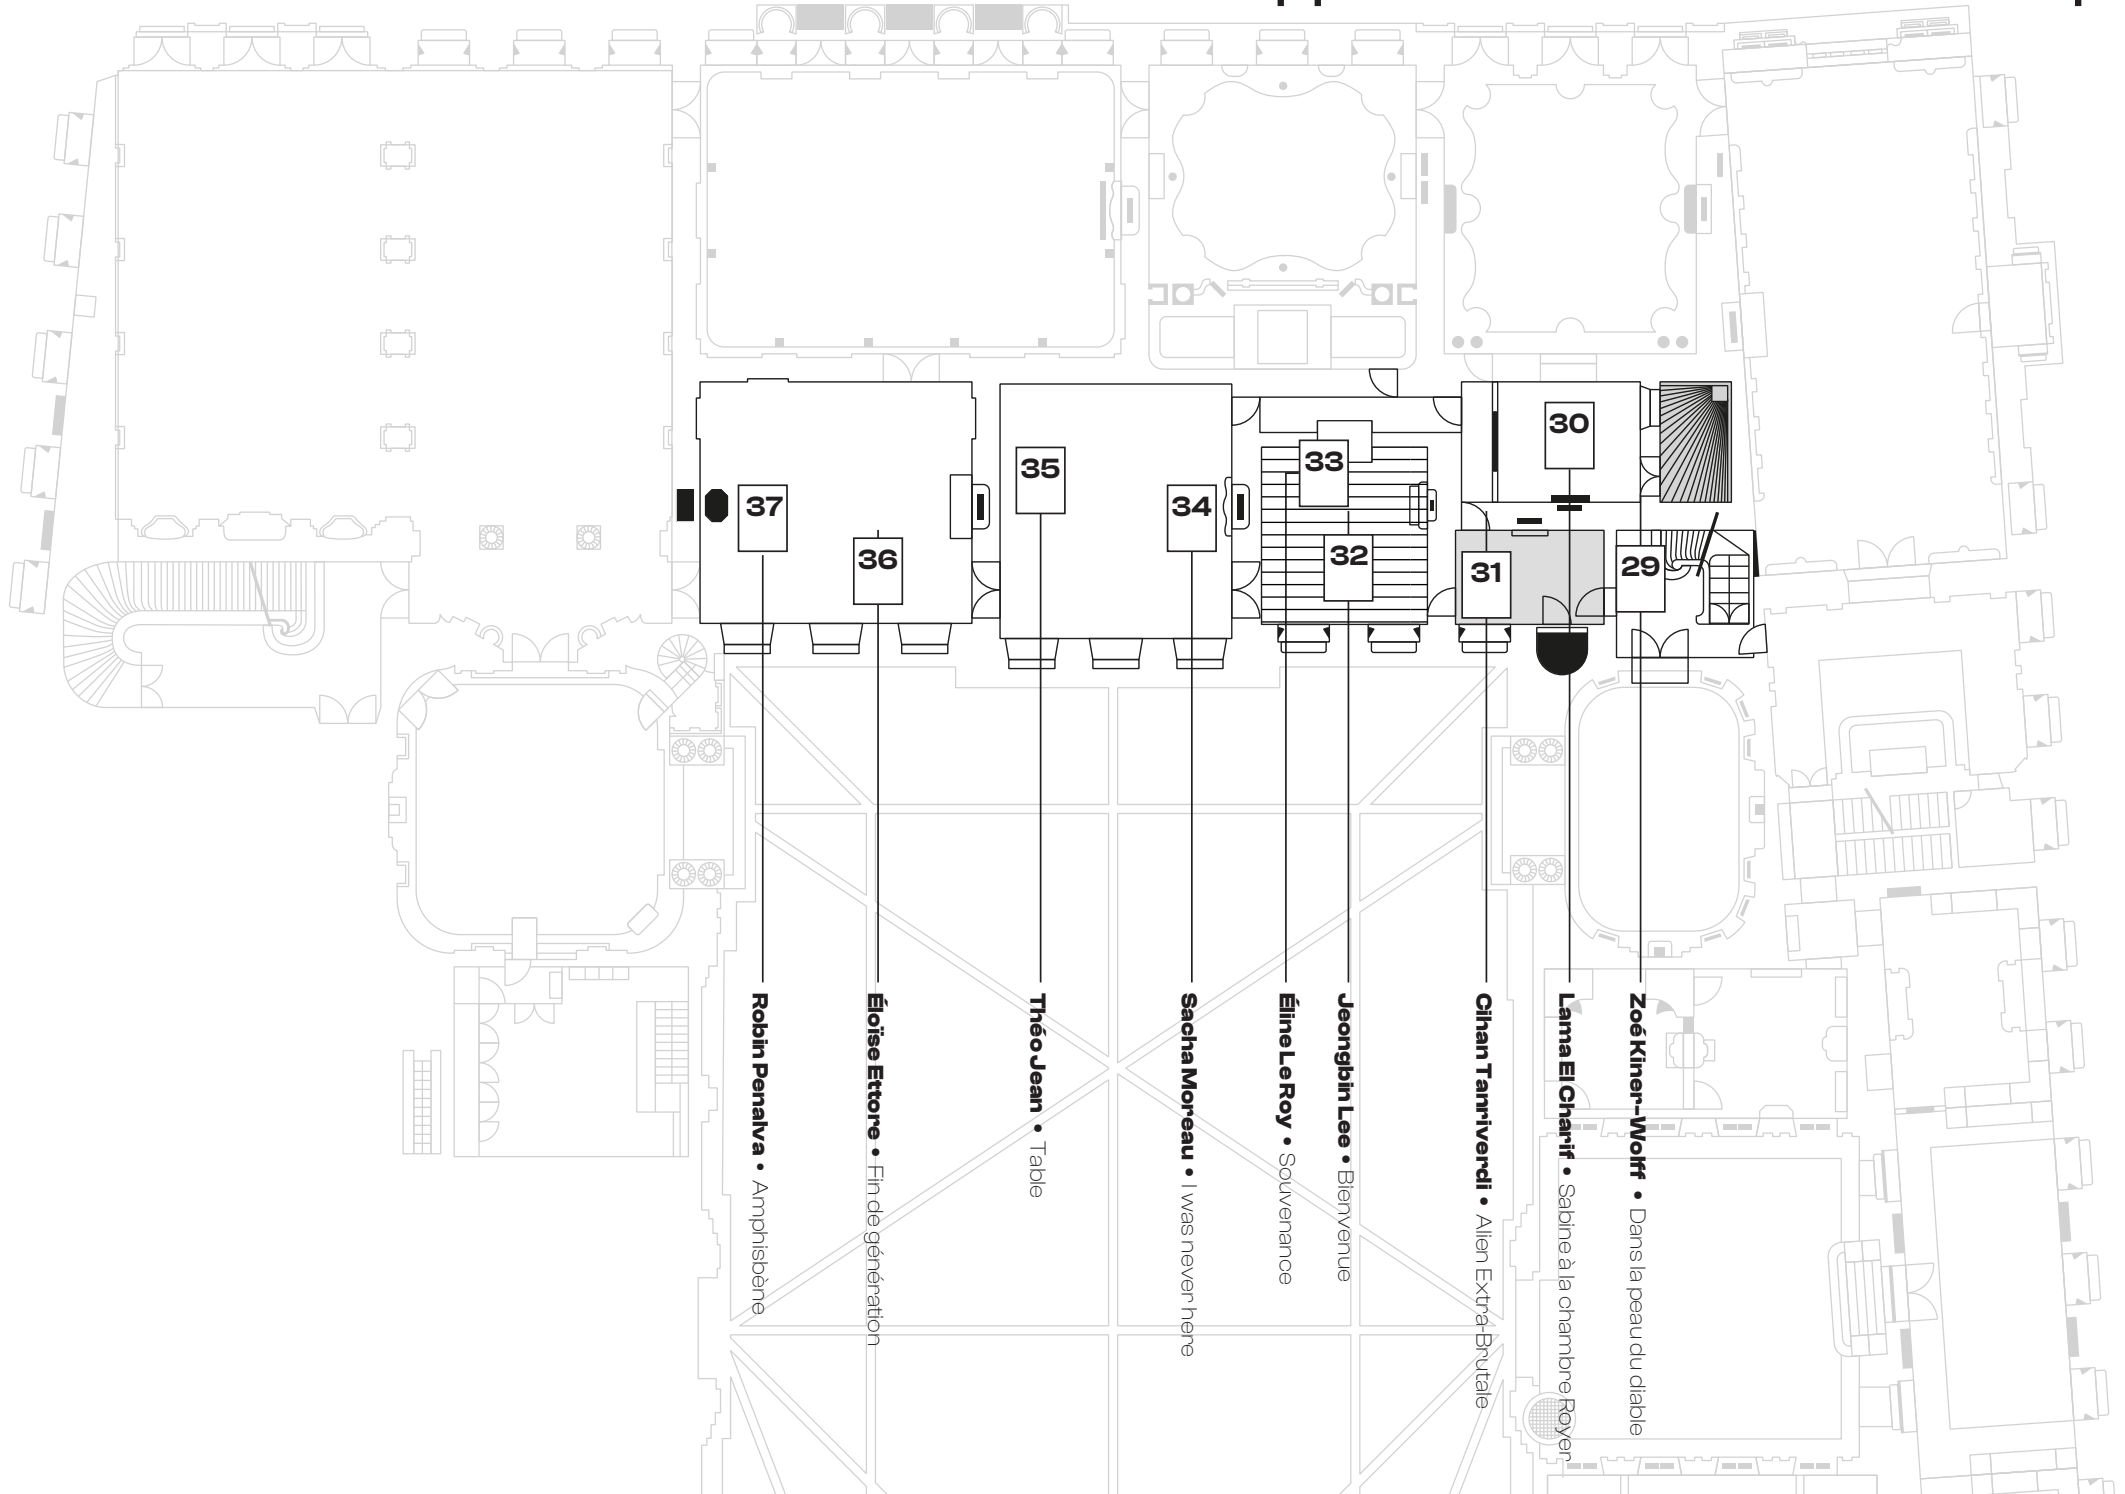 30
33
35
37
34
32
36
29
31
Robin Penalva • Amphisbène
Éloïse Ettore • Fin de génération
Théo Jean • Table
Sacha Moreau • I was never here
Éline Le Roy • Souvenance
Jeongbin Lee • Bienvenue
Cihan Tanriverdi • Alien Extra-Brutale
Lama El Charif • Sabine à la chambre Royer
Zoé Kiner-Wolff • Dans la peau du diable